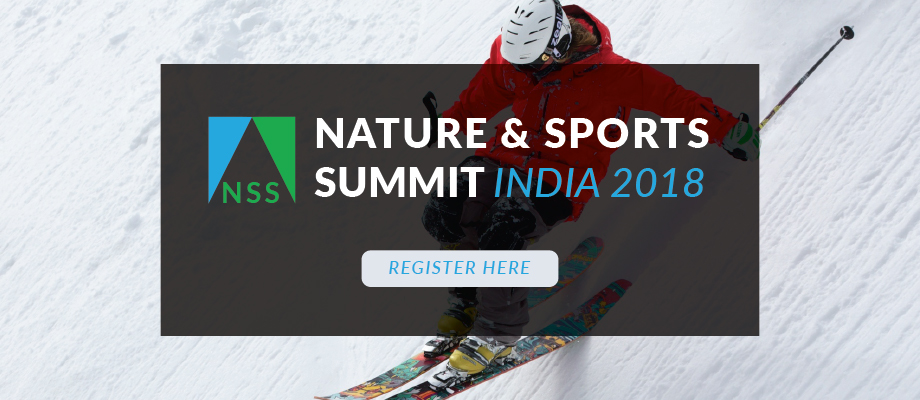 NATURE & SPORTS
SUMMIT INDIA 2018
NSS
REGISTER HERE